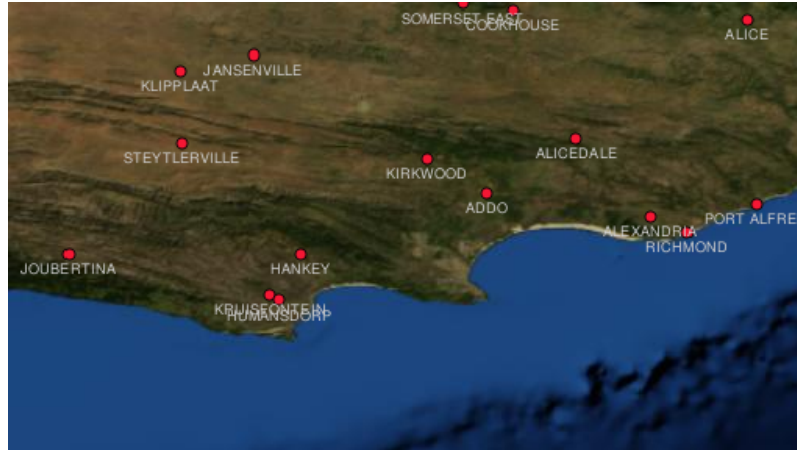 SOMERSET EAST
COOKHOUSE
ALICE
JANSENVILLE
KLIPPLAAT
STEYTLERVILLE
ALICEDALE
KIRKWOOD
ADDO
PORT ALFRE
ALEXANDRIA
RICHMOND
JOUBERTINA
HANKEY
KRUISFONTEIN
HUMANSDORP